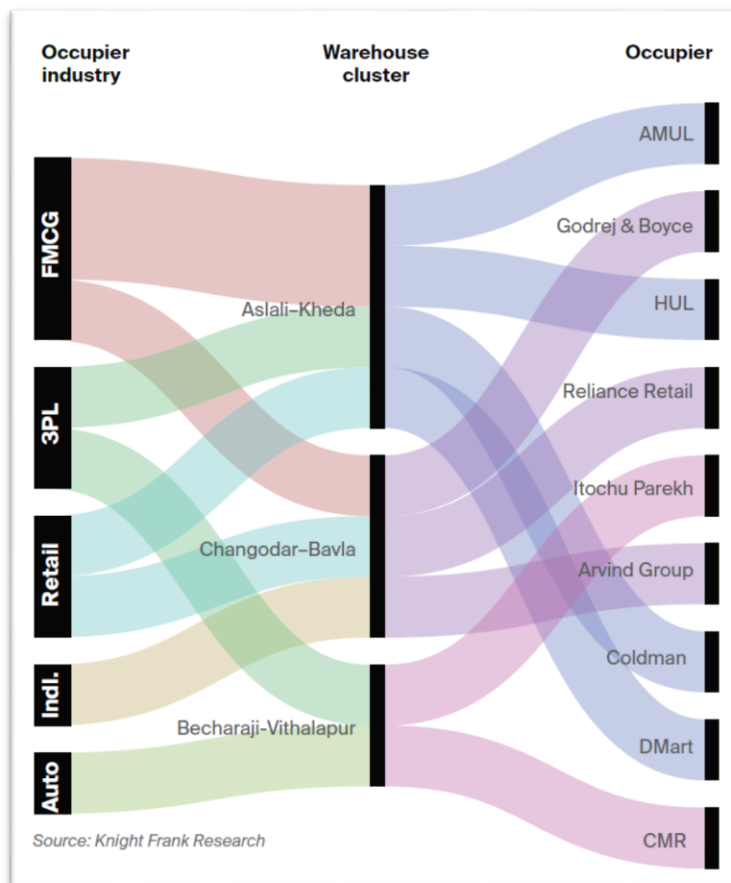 Occupier
industry
Warehouse
cluster
Occupier
FMCG
3PL
Retail
Indl.
Auto
Aslali–Kheda
Changodar–Bavla
Becharaji-Vithalapur
AMUL
Godrej & Boyce
HUL
Reliance Retail
Itochu Parekh
Arvind Group
Coldman
DMart
CMR
Source: Knight Frank Research